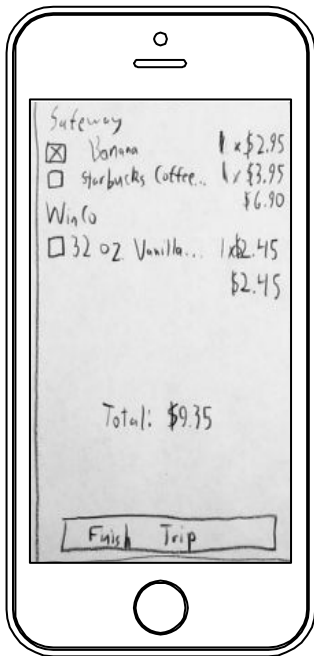 Safeway
Banana 1 x $2.95
Starbucks Coffee.. 1 x $3.95
$6.90
WinCo
32 oz Vanilla... 1x$2.45
$2.45
Total: $9.35
Finish Trip